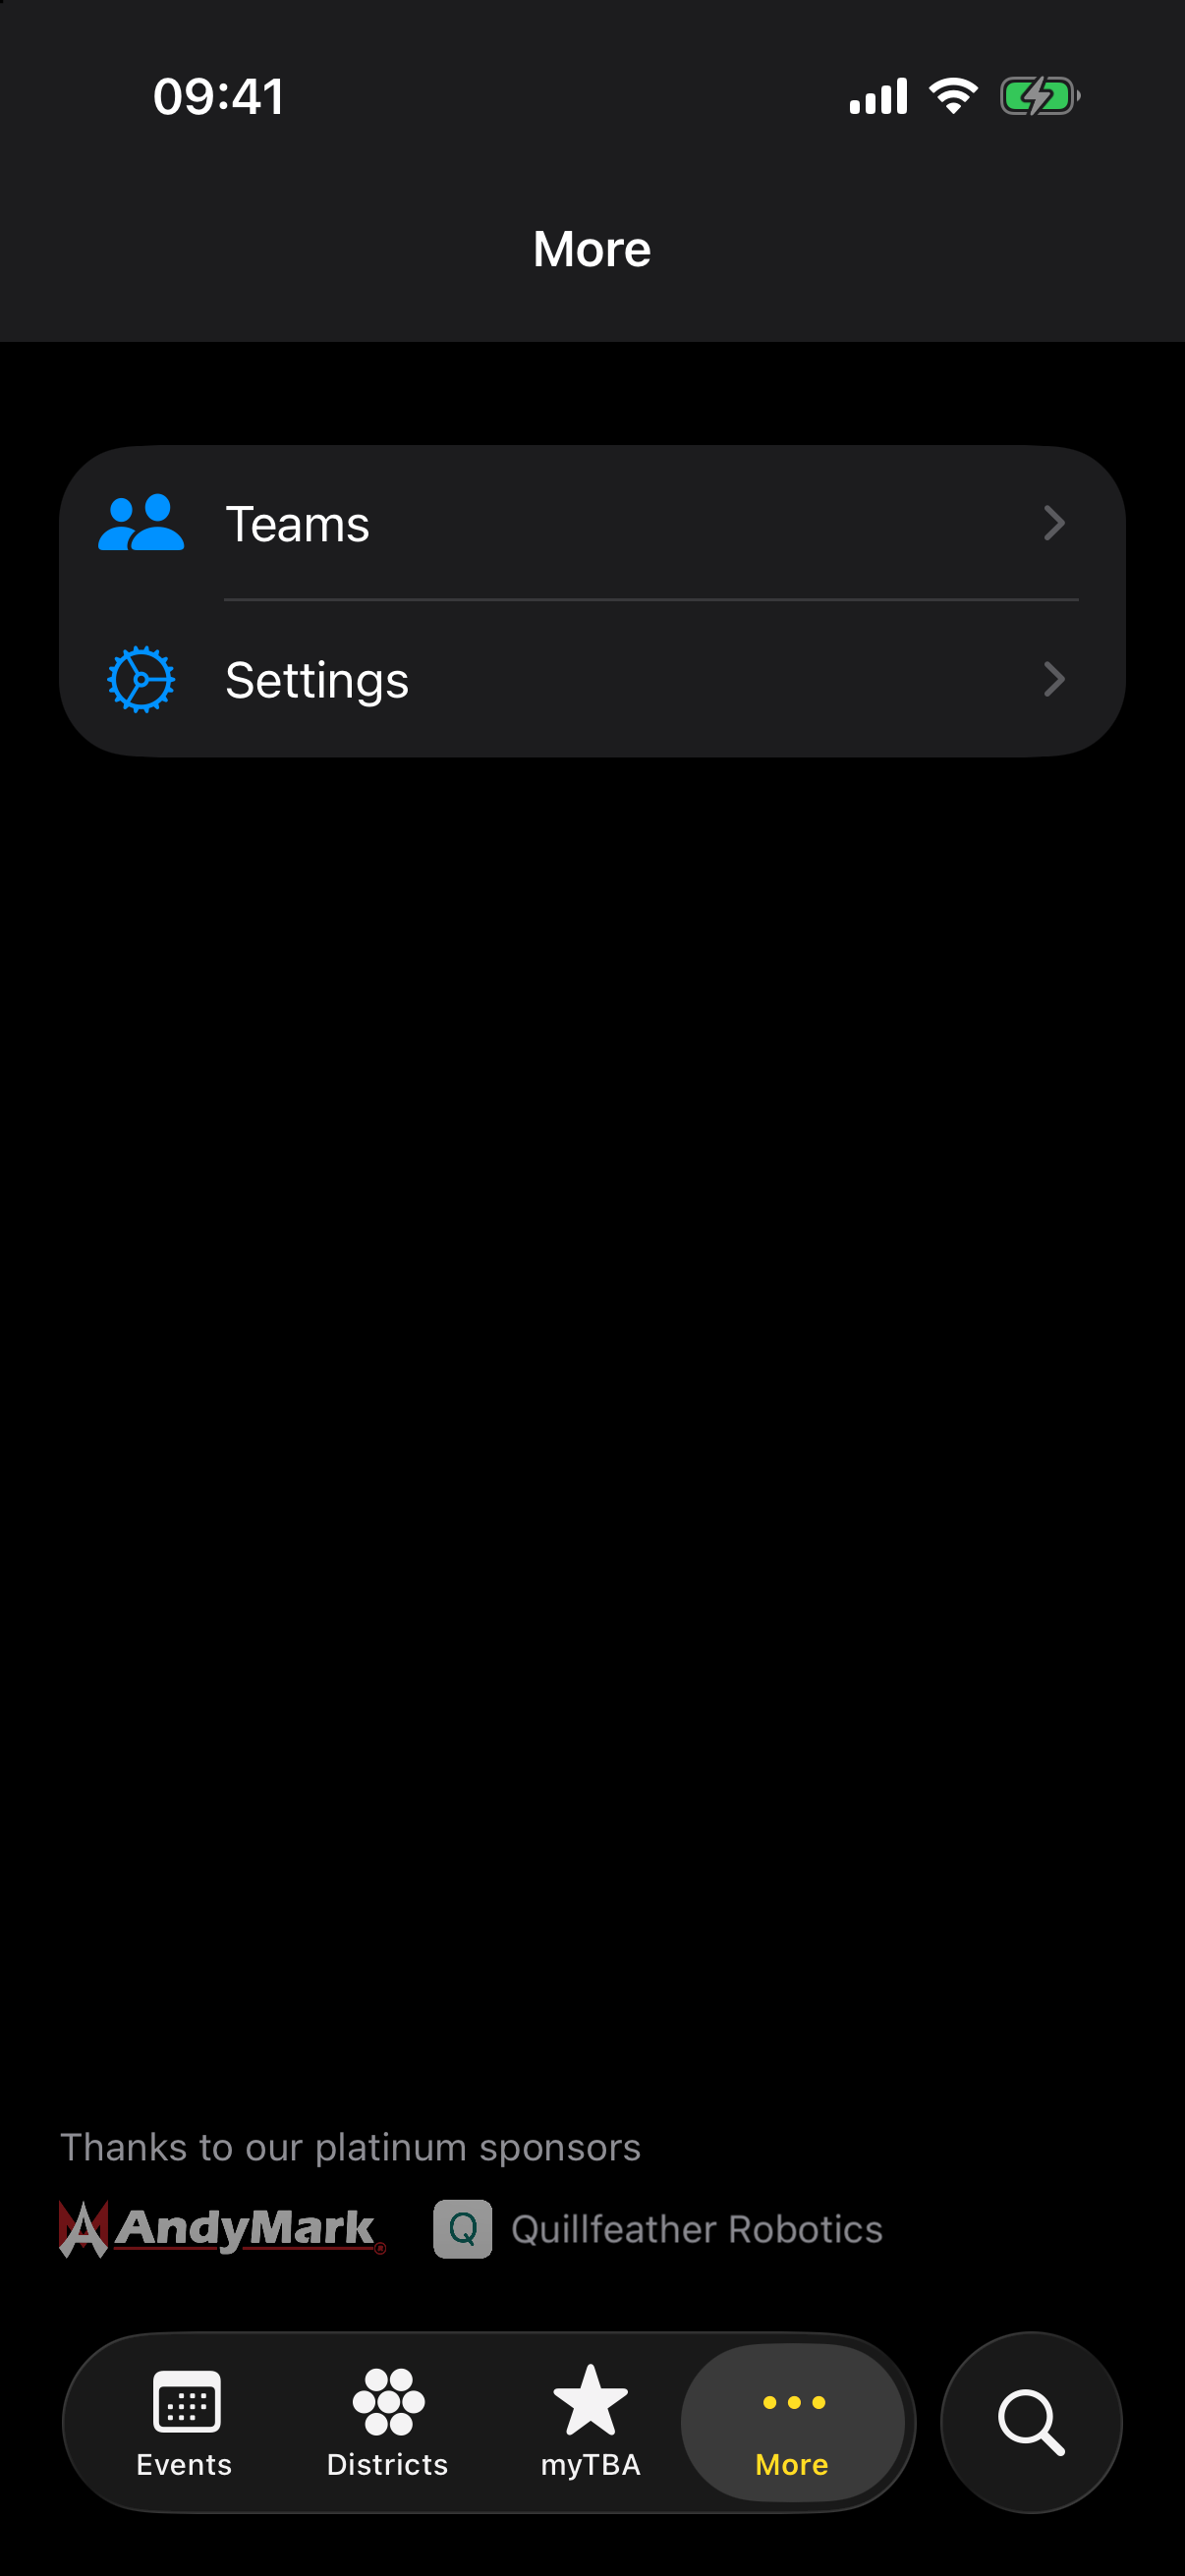 09:41
More
Teams
Settings
Thanks to our platinum sponsors
AndyMark®
Q Quillfeather Robotics
Events Districts myTBA More